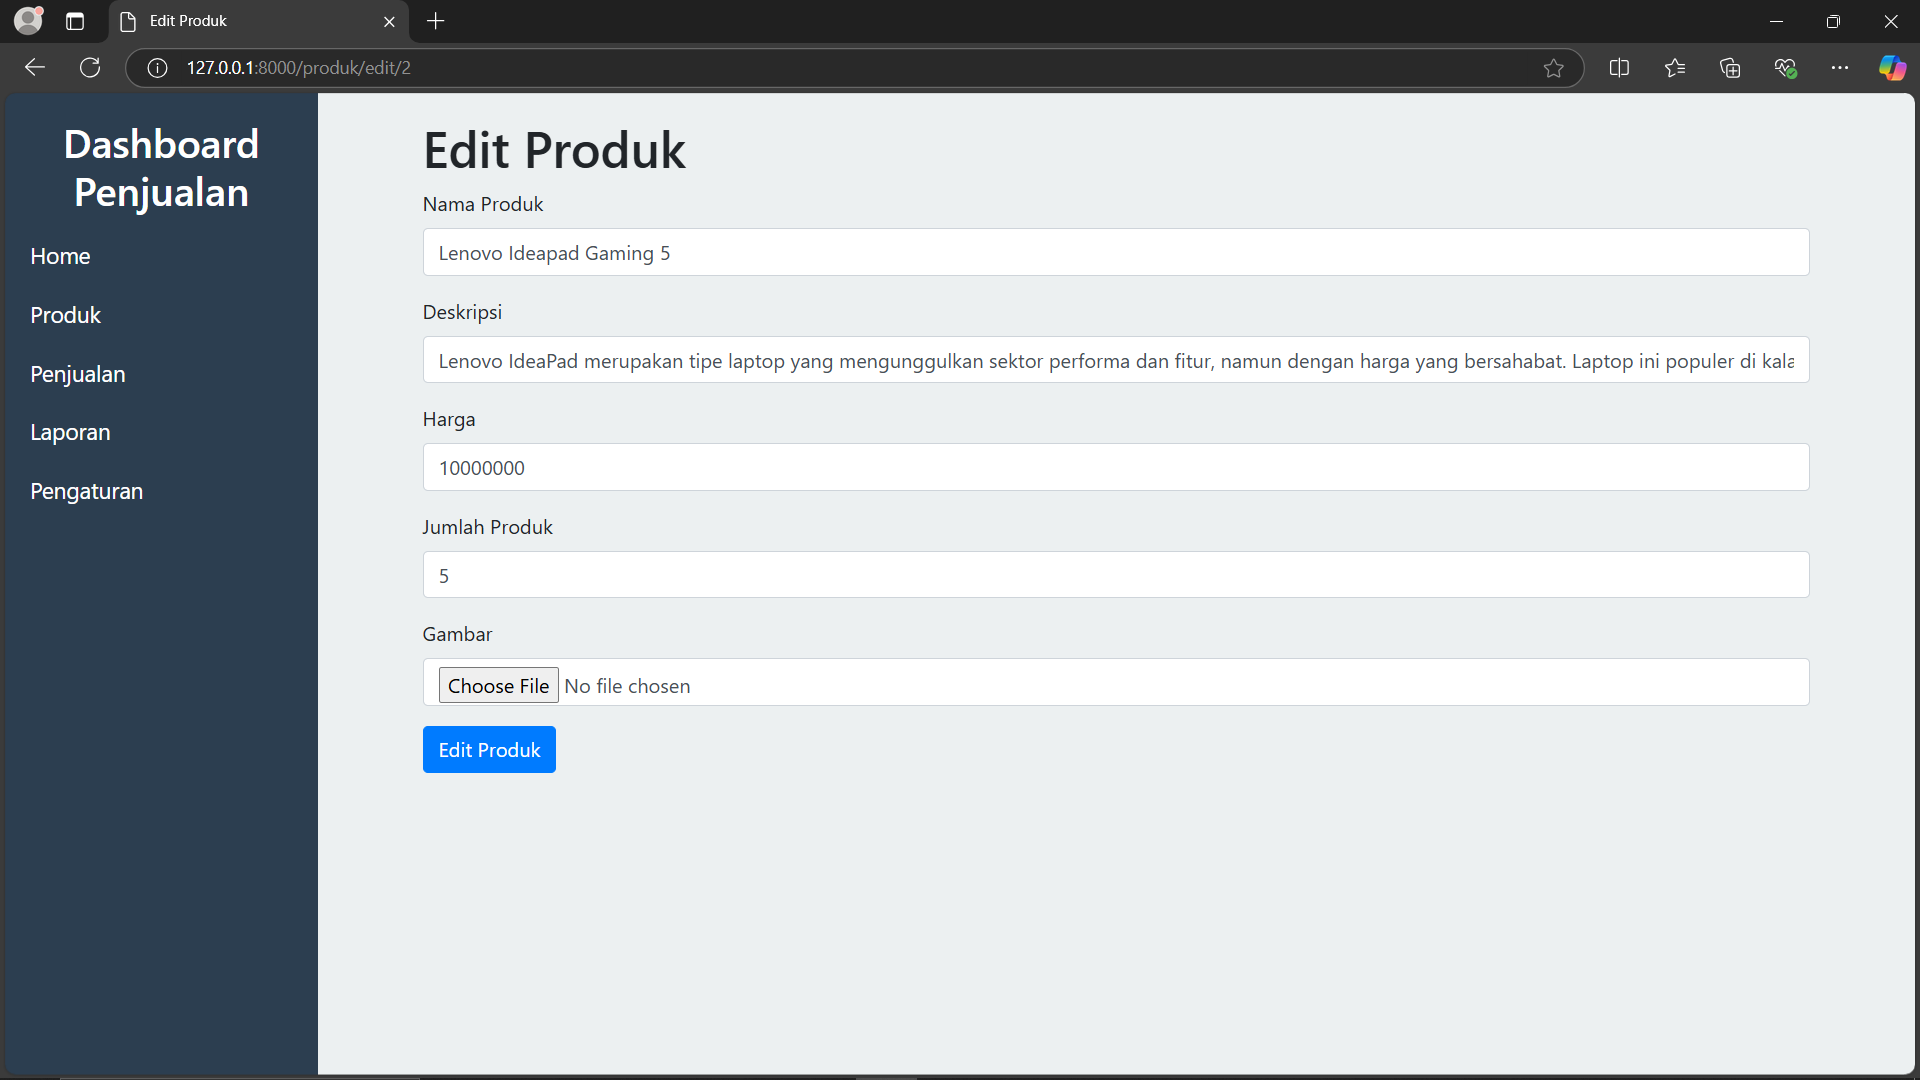 Edit Produk
127.0.0.1:8000/produk/edit/2
Dashboard
Penjualan
Home
Produk
Penjualan
Laporan
Pengaturan
Edit Produk
Nama Produk
Lenovo Ideapad Gaming 5
Deskripsi
Lenovo IdeaPad merupakan tipe laptop yang mengunggulkan sektor performa dan fitur, namun dengan harga yang bersahabat. Laptop ini populer di kala
Harga
10000000
Jumlah Produk
5
Gambar
Choose File No file chosen
Edit Produk